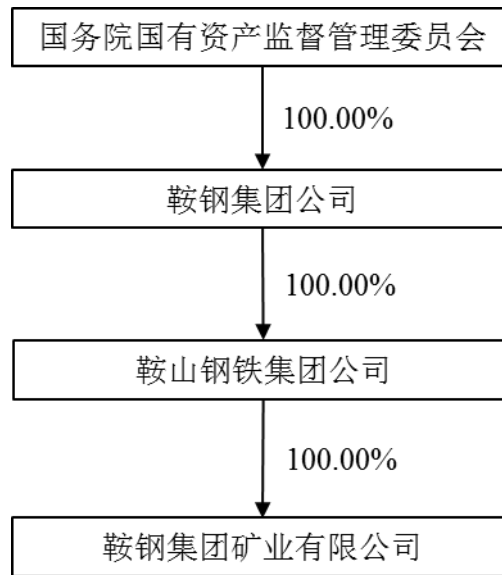 国务院国有资产监督管理委员会
100.00%
鞍钢集团公司
100.00%
鞍山钢铁集团公司
100.00%
鞍钢集团矿业有限公司